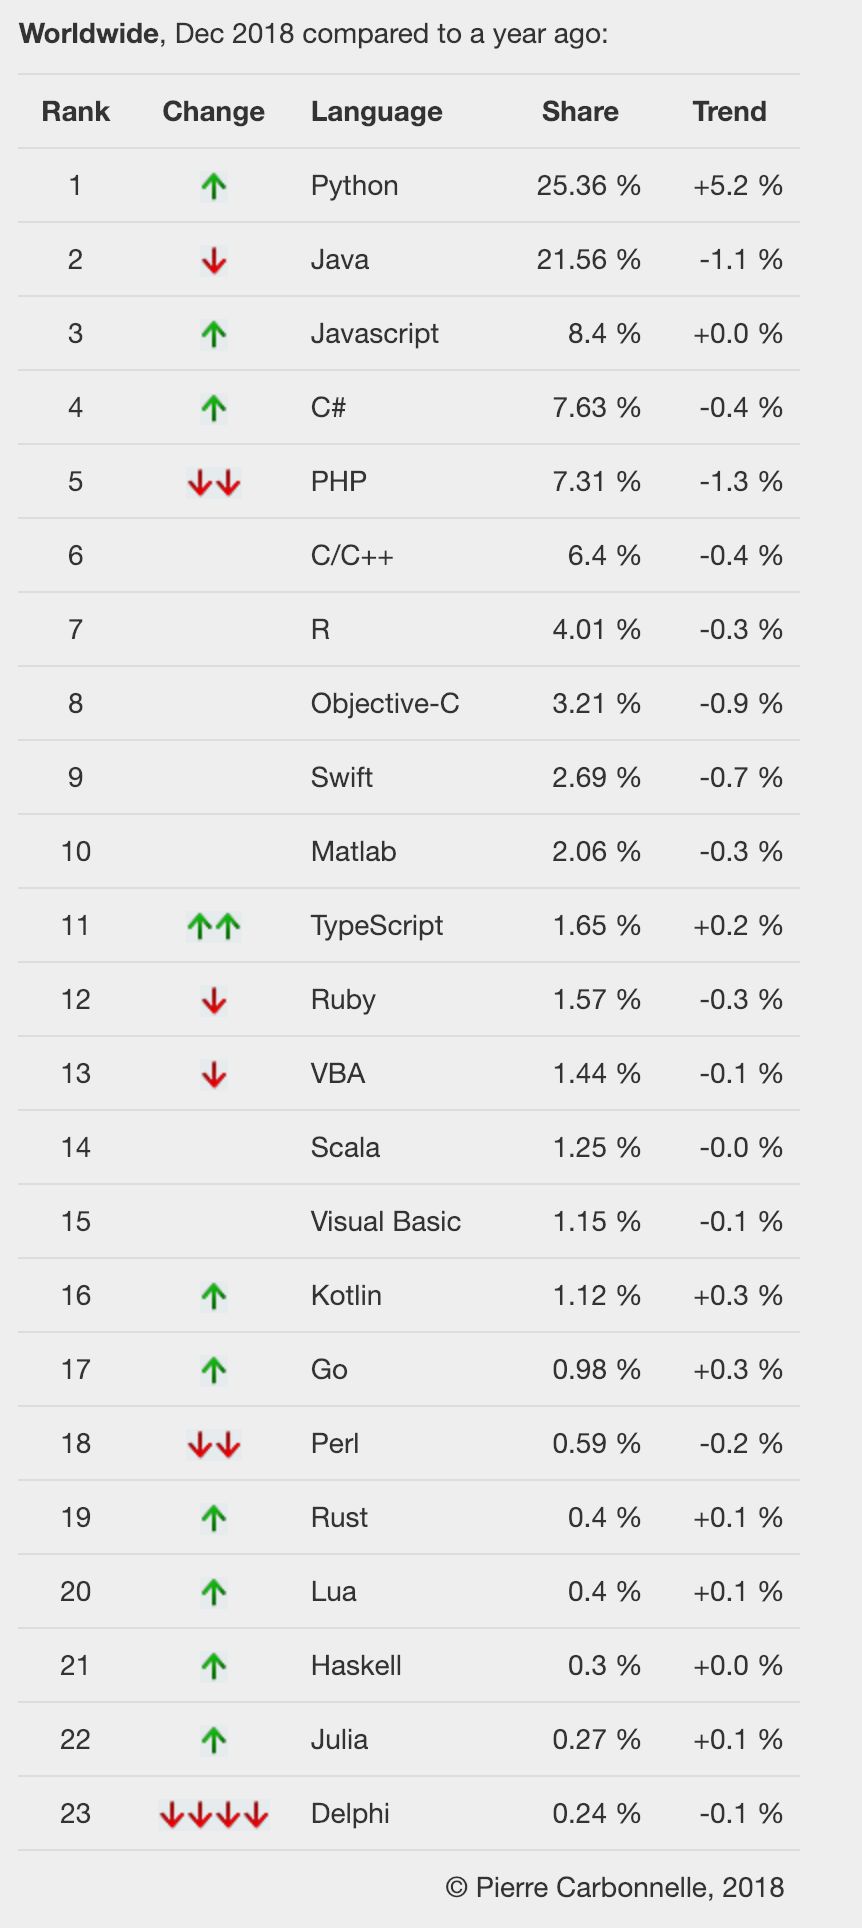 Worldwide, Dec 2018 compared to a year ago:
Rank Change Language Share Trend
1 Python 25.36 % +5.2 %
2 Java 21.56 % -1.1 %
3 Javascript 8.4 % +0.0 %
4 C# 7.63 % -0.4 %
5 PHP 7.31 % -1.3 %
6 C/C++ 6.4 % -0.4 %
7 R 4.01 % -0.3 %
8 Objective-C 3.21 % -0.9 %
9 Swift 2.69 % -0.7 %
10 Matlab 2.06 % -0.3 %
11 TypeScript 1.65 % +0.2 %
12 Ruby 1.57 % -0.3 %
13 VBA 1.44 % -0.1 %
14 Scala 1.25 % -0.0 %
15 Visual Basic 1.15 % -0.1 %
16 Kotlin 1.12 % +0.3 %
17 Go 0.98 % +0.3 %
18 Perl 0.59 % -0.2 %
19 Rust 0.4 % +0.1 %
20 Lua 0.4 % +0.1 %
21 Haskell 0.3 % +0.0 %
22 Julia 0.27 % +0.1 %
23 Delphi 0.24 % -0.1 %
© Pierre Carbonnelle, 2018